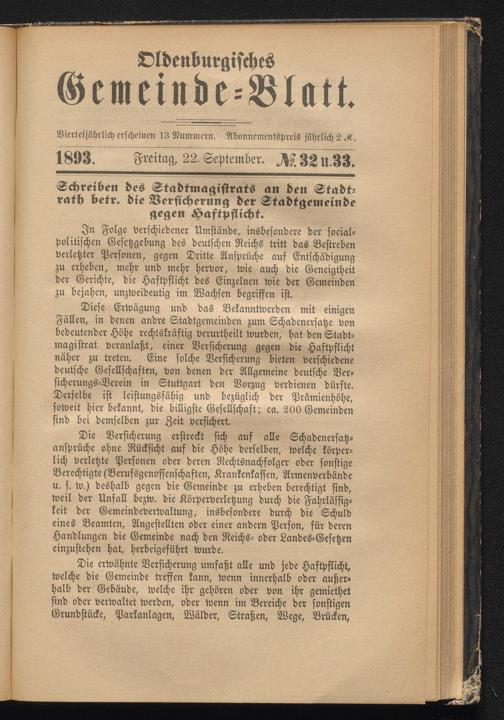 Oldenburgisches
Gemeinde-Blatt.
Vierteljährlich erscheinen 13 Nummern. Abonnementspreis jährlich 2 ℳ.
1893. Freitag, 22. September. №. 32 u. 33.
Schreiben des Stadtmagistrats an den Stadt-
rath betr. die Versicherung der Stadtgemeinde
gegen Haftpflicht.
In Folge verschiedener Umstände, insbesondere der social-
politischen Gesetzgebung des deutschen Reichs tritt das Bestreben
verletzter Personen, gegen Dritte Ansprüche auf Entschädigung
zu erheben, mehr und mehr hervor, wie auch die Geneigtheit
der Gerichte, die Haftpflicht des Einzelnen wie der Gemeinden
zu bejahen, unzweideutig im Wachsen begriffen ist.
Diese Erwägung und das Bekanntwerden mit einigen
Fällen, in denen andre Stadtgemeinden zum Schadenersatze von
bedeutender Höhe rechtskräftig verurtheilt wurden, hat den Stadt-
magistrat veranlaßt, einer Versicherung gegen die Haftpflicht
näher zu treten. Eine solche Versicherung bieten verschiedene
deutsche Gesellschaften, von denen der Allgemeine deutsche Ver-
sicherungs-Verein in Stuttgart den Vorzug verdienen dürfte.
Derselbe ist leistungsfähig und bezüglich der Prämienhöhe,
soweit hier bekannt, die billigste Gesellschaft; ca. 200 Gemeinden
sind bei demselben zur Zeit versichert.
Die Versicherung erstreckt sich auf alle Schadenersatz-
ansprüche ohne Rücksicht auf die Höhe derselben, welche körper-
lich verletzte Personen oder deren Rechtsnachfolger oder sonstige
Berechtigte (Berufsgenossenschaften, Krankenkassen, Armenverbände
u. s. w.) deshalb gegen die Gemeinde zu erheben berechtigt sind,
weil der Unfall bezw. die Körperverletzung durch die Fahrlässig-
keit der Gemeindeverwaltung, insbesondere durch die Schuld
eines Beamten, Angestellten oder einer andern Person, für deren
Handlungen die Gemeinde nach den Reichs- oder Landes-Gesetzen
einzustehen hat, herbeigeführt wurde.
Die erwähnte Versicherung umfaßt alle und jede Haftpflicht,
welche die Gemeinde treffen kann, wenn innerhalb oder außer-
halb der Gebäude, welche ihr gehören oder von ihr gemiethet
sind oder verwaltet werden, oder wenn im Bereiche der sonstigen
Grundstücke, Parkanlagen, Wälder, Straßen, Wege, Brücken,